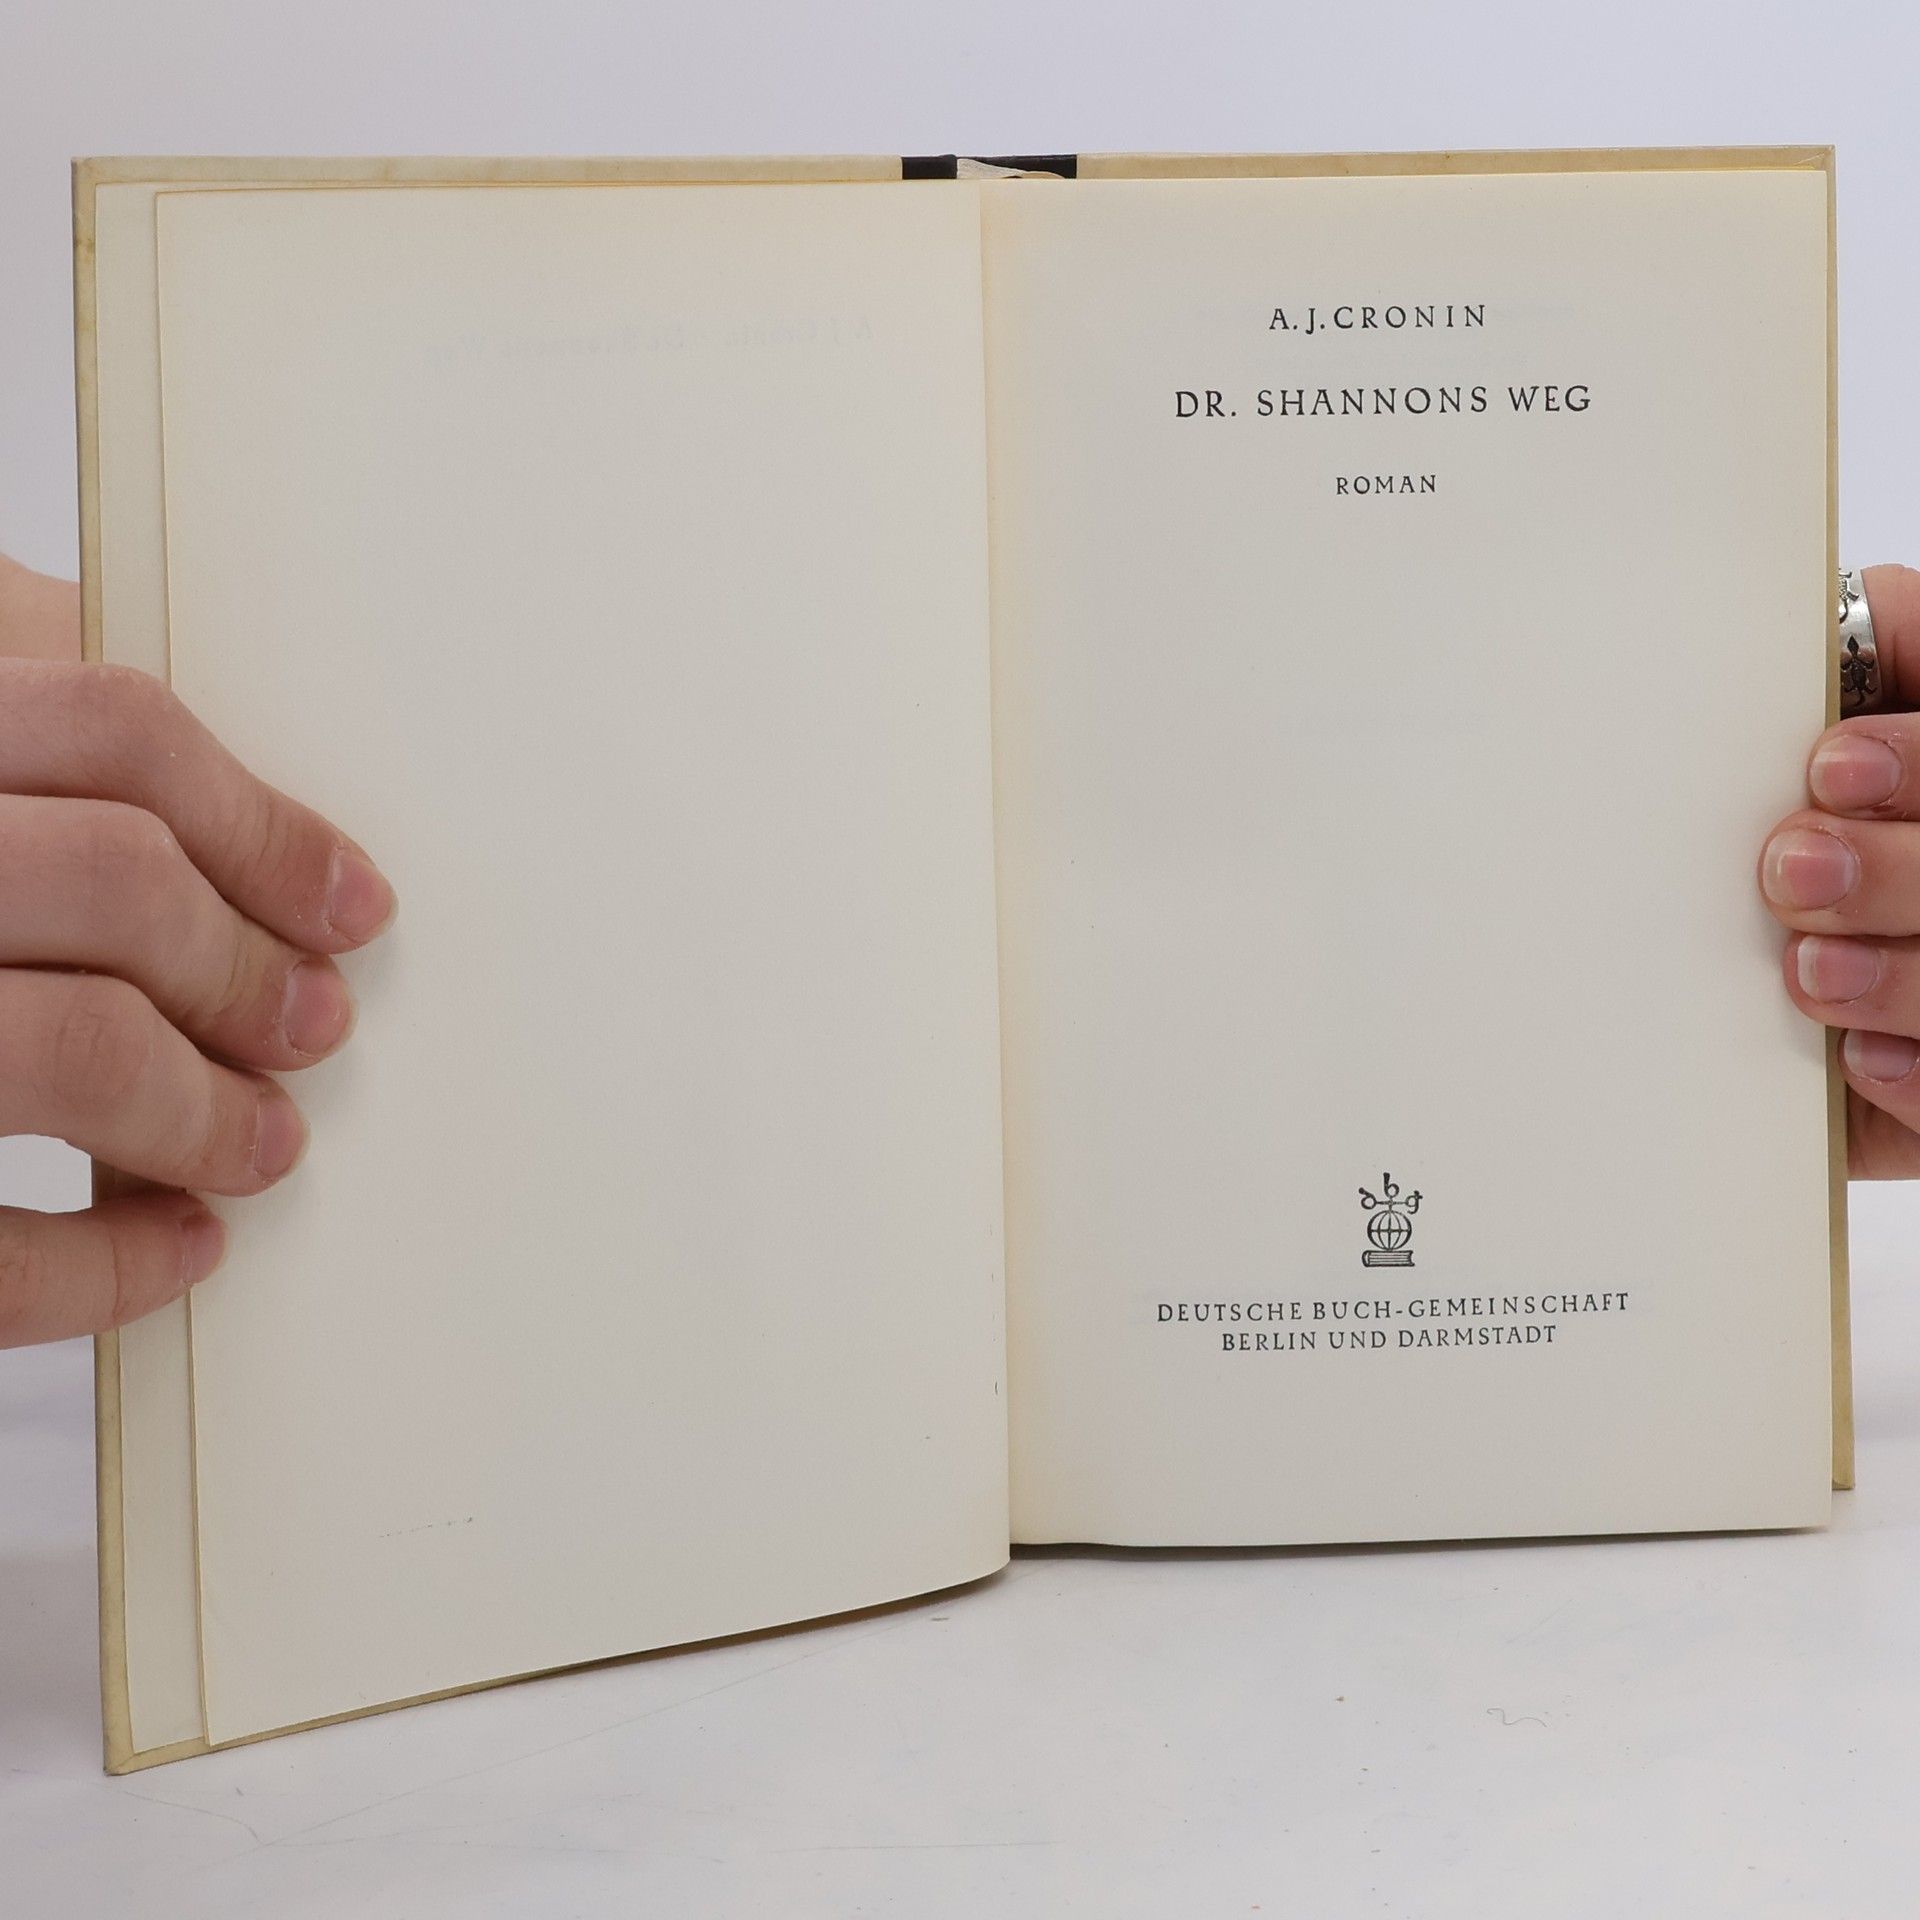 A. J. CRONIN
DR. SHANNONS WEG
ROMAN
dbg
DEUTSCHE BUCH-GEMEINSCHAFT
BERLIN UND DARMSTADT